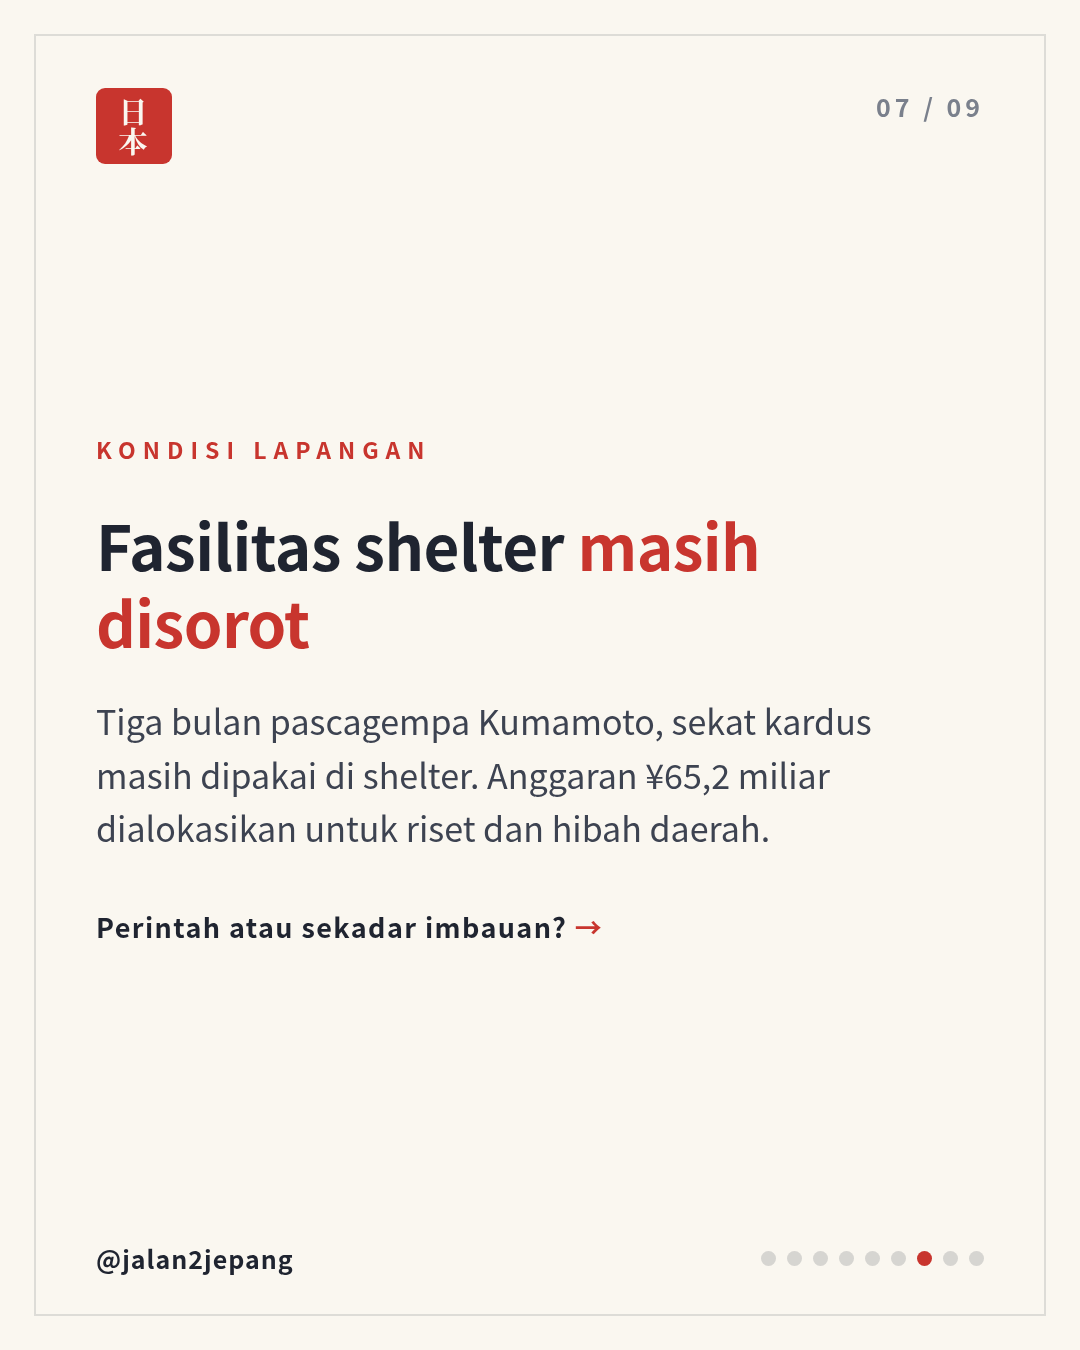 日本
07 / 09
KONDISI LAPANGAN
Fasilitas shelter masih
disorot
Tiga bulan pascagempa Kumamoto, sekat kardus
masih dipakai di shelter. Anggaran ¥65,2 miliar
dialokasikan untuk riset dan hibah daerah.
Perintah atau sekadar imbauan? →
@jalan2jepang